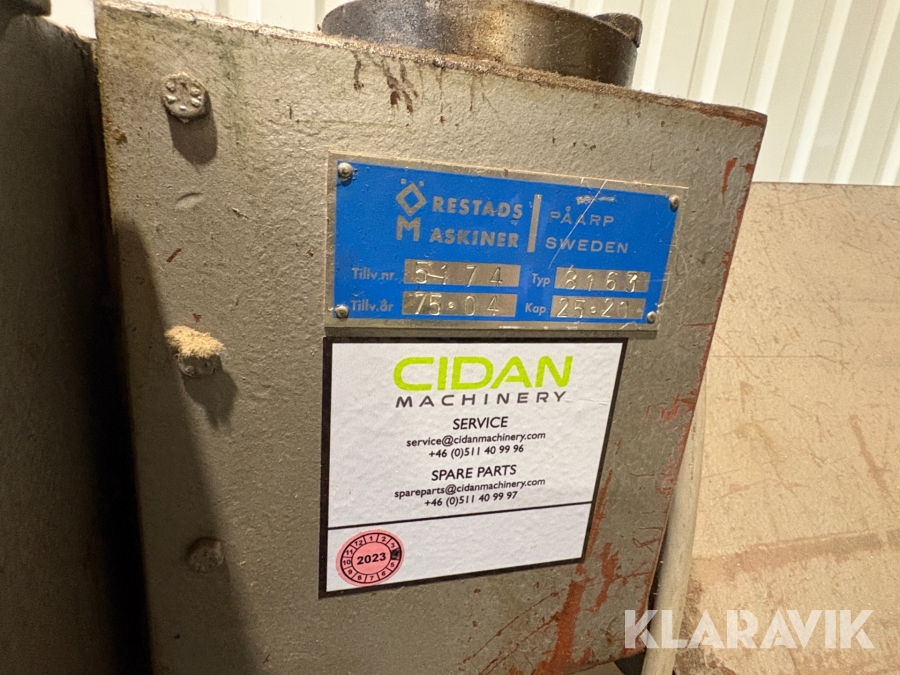 ÖRESTADS
MASKINER
PÅARP
SWEDEN
Tillv.nr. 5174 Typ 8163
Tillv.år 75-04 Kap. 25-20
CIDAN
MACHINERY
SERVICE
service@cidanmachinery.com
+46 (0)511 40 99 96
SPARE PARTS
spareparts@cidanmachinery.com
+46 (0)511 40 99 97
2023
KLARAVIK